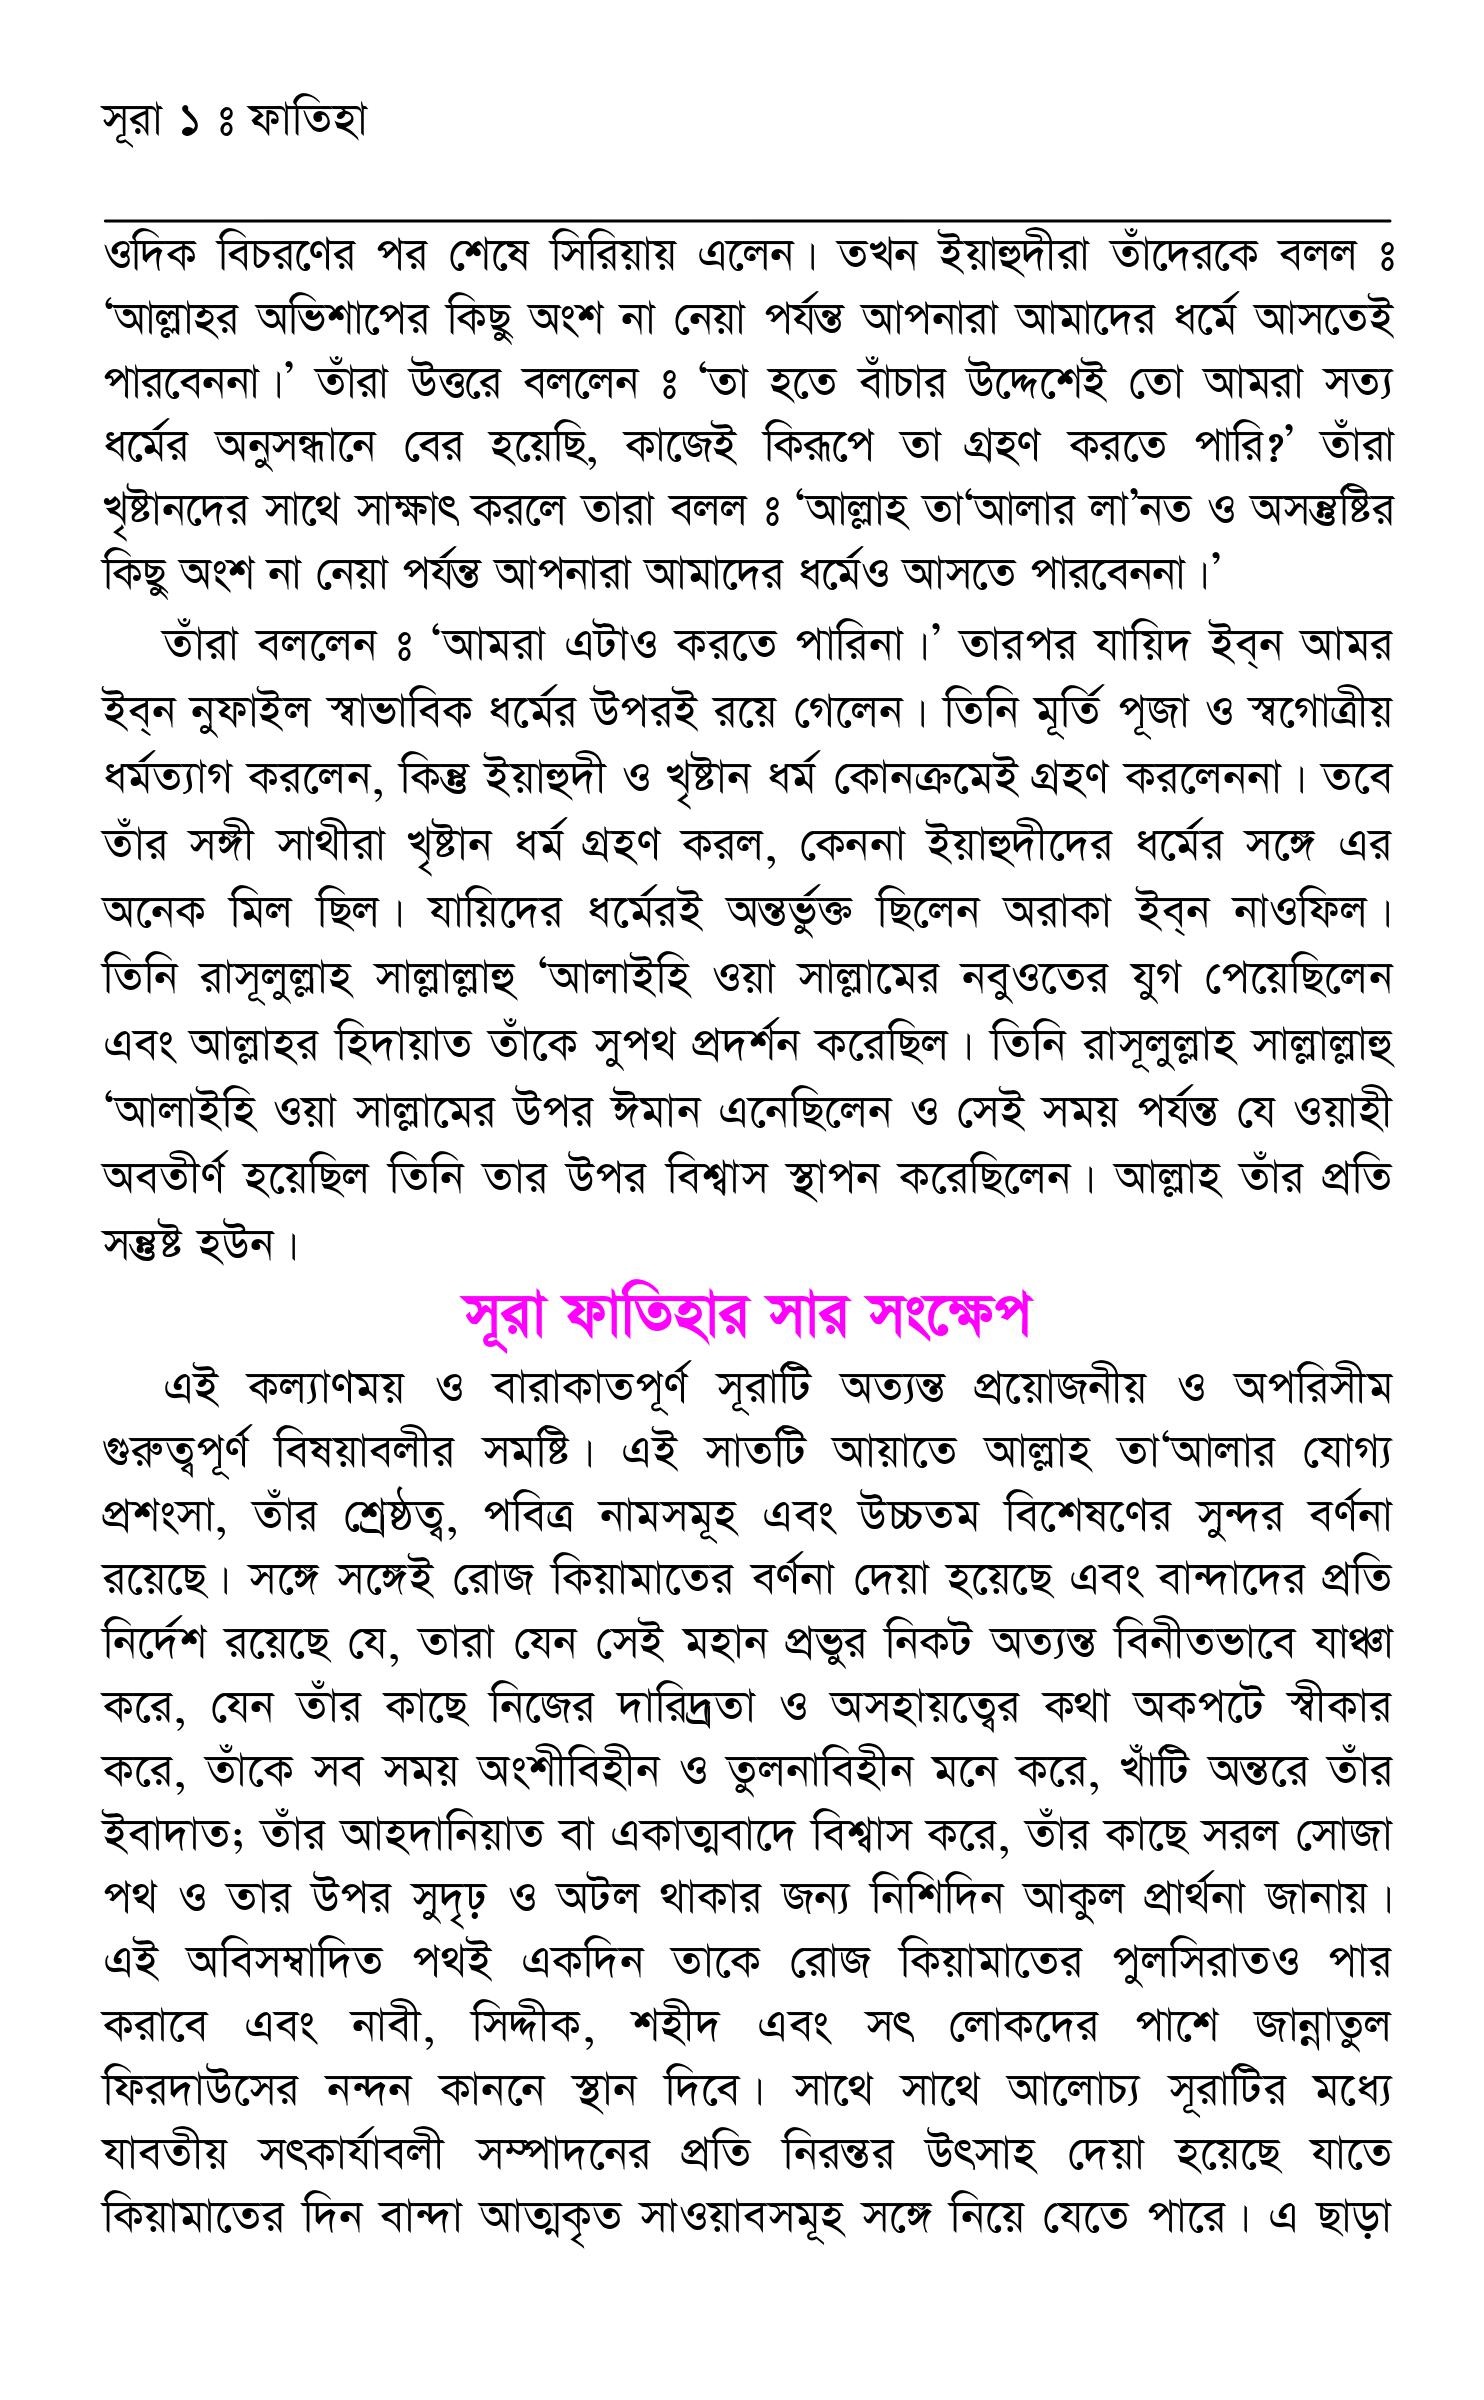 সূরা ১ ঃ ফাতিহা
ওদিক বিচরণের পর শেষে সিরিয়ায় এলেন। তখন ইয়াহুদীরা তাঁদেরকে বলল ঃ
‘আল্লাহর অভিশাপের কিছু অংশ না নেয়া পর্যন্ত আপনারা আমাদের ধর্মে আসতেই
পারবেননা।’ তাঁরা উত্তরে বললেন ঃ ‘তা হতে বাঁচার উদ্দেশেই তো আমরা সত্য
ধর্মের অনুসন্ধানে বের হয়েছি, কাজেই কিরূপে তা গ্রহণ করতে পারি?’ তাঁরা
খৃষ্টানদের সাথে সাক্ষাৎ করলে তারা বলল ঃ ‘আল্লাহ তা‘আলার লা’নত ও অসন্তুষ্টির
কিছু অংশ না নেয়া পর্যন্ত আপনারা আমাদের ধর্মেও আসতে পারবেননা।’
তাঁরা বললেন ঃ ‘আমরা এটাও করতে পারিনা।’ তারপর যায়িদ ইব্‌ন আমর
ইব্‌ন নুফাইল স্বাভাবিক ধর্মের উপরই রয়ে গেলেন। তিনি মূর্তি পূজা ও স্বগোত্রীয়
ধর্মত্যাগ করলেন, কিন্তু ইয়াহুদী ও খৃষ্টান ধর্ম কোনক্রমেই গ্রহণ করলেননা। তবে
তাঁর সঙ্গী সাথীরা খৃষ্টান ধর্ম গ্রহণ করল, কেননা ইয়াহুদীদের ধর্মের সঙ্গে এর
অনেক মিল ছিল। যায়িদের ধর্মেরই অন্তর্ভুক্ত ছিলেন অরাকা ইব্‌ন নাওফিল।
তিনি রাসূলুল্লাহ সাল্লাল্লাহু ‘আলাইহি ওয়া সাল্লামের নবুওতের যুগ পেয়েছিলেন
এবং আল্লাহর হিদায়াত তাঁকে সুপথ প্রদর্শন করেছিল। তিনি রাসূলুল্লাহ সাল্লাল্লাহু
‘আলাইহি ওয়া সাল্লামের উপর ঈমান এনেছিলেন ও সেই সময় পর্যন্ত যে ওয়াহী
অবতীর্ণ হয়েছিল তিনি তার উপর বিশ্বাস স্থাপন করেছিলেন। আল্লাহ তাঁর প্রতি
সন্তুষ্ট হউন।
সূরা ফাতিহার সার সংক্ষেপ
এই কল্যাণময় ও বারাকাতপূর্ণ সূরাটি অত্যন্ত প্রয়োজনীয় ও অপরিসীম
গুরুত্বপূর্ণ বিষয়াবলীর সমষ্টি। এই সাতটি আয়াতে আল্লাহ তা‘আলার যোগ্য
প্রশংসা, তাঁর শ্রেষ্ঠত্ব, পবিত্র নামসমূহ এবং উচ্চতম বিশেষণের সুন্দর বর্ণনা
রয়েছে। সঙ্গে সঙ্গেই রোজ কিয়ামাতের বর্ণনা দেয়া হয়েছে এবং বান্দাদের প্রতি
নির্দেশ রয়েছে যে, তারা যেন সেই মহান প্রভুর নিকট অত্যন্ত বিনীতভাবে যাঞ্চা
করে, যেন তাঁর কাছে নিজের দারিদ্রতা ও অসহায়ত্বের কথা অকপটে স্বীকার
করে, তাঁকে সব সময় অংশীবিহীন ও তুলনাবিহীন মনে করে, খাঁটি অন্তরে তাঁর
ইবাদাত; তাঁর আহদানিয়াত বা একাত্মবাদে বিশ্বাস করে, তাঁর কাছে সরল সোজা
পথ ও তার উপর সুদৃঢ় ও অটল থাকার জন্য নিশিদিন আকুল প্রার্থনা জানায়।
এই অবিসম্বাদিত পথই একদিন তাকে রোজ কিয়ামাতের পুলসিরাতও পার
করাবে এবং নাবী, সিদ্দীক, শহীদ এবং সৎ লোকদের পাশে জান্নাতুল
ফিরদাউসের নন্দন কাননে স্থান দিবে। সাথে সাথে আলোচ্য সূরাটির মধ্যে
যাবতীয় সৎকার্যাবলী সম্পাদনের প্রতি নিরন্তর উৎসাহ দেয়া হয়েছে যাতে
কিয়ামাতের দিন বান্দা আত্মকৃত সাওয়াবসমূহ সঙ্গে নিয়ে যেতে পারে। এ ছাড়া